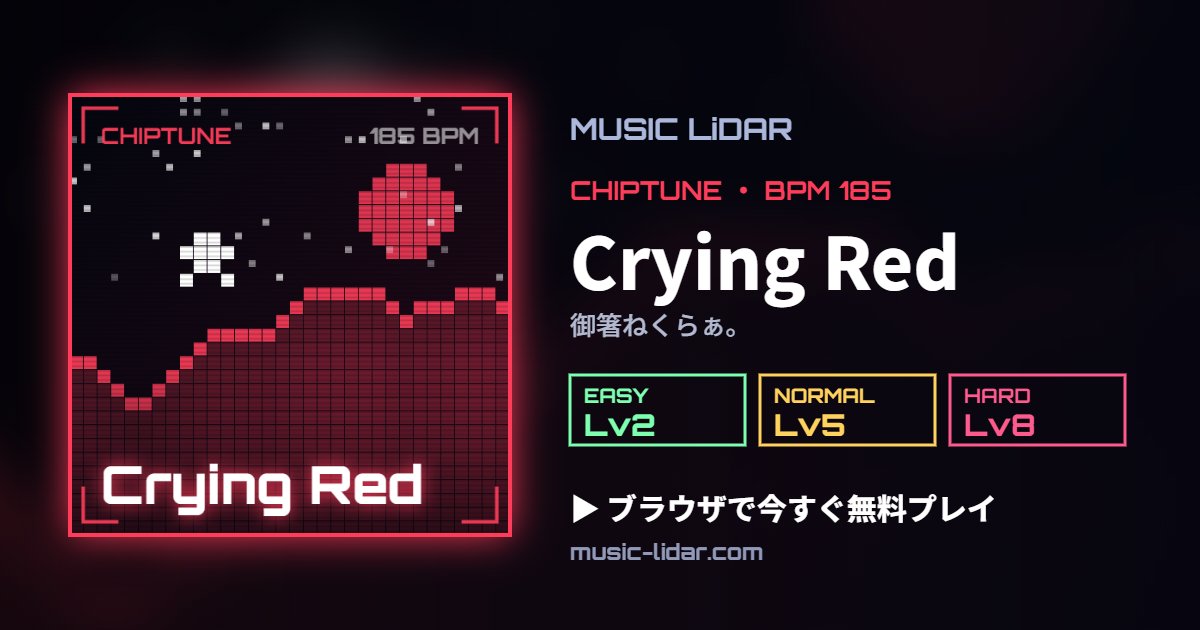 CHIPTUNE
185 BPM
Crying Red
MUSIC LiDAR
CHIPTUNE • BPM 185
Crying Red
御箸ねくらぁ。
EASY
Lv2
NORMAL
Lv5
HARD
Lv8
▶ ブラウザで今すぐ無料プレイ
music-lidar.com